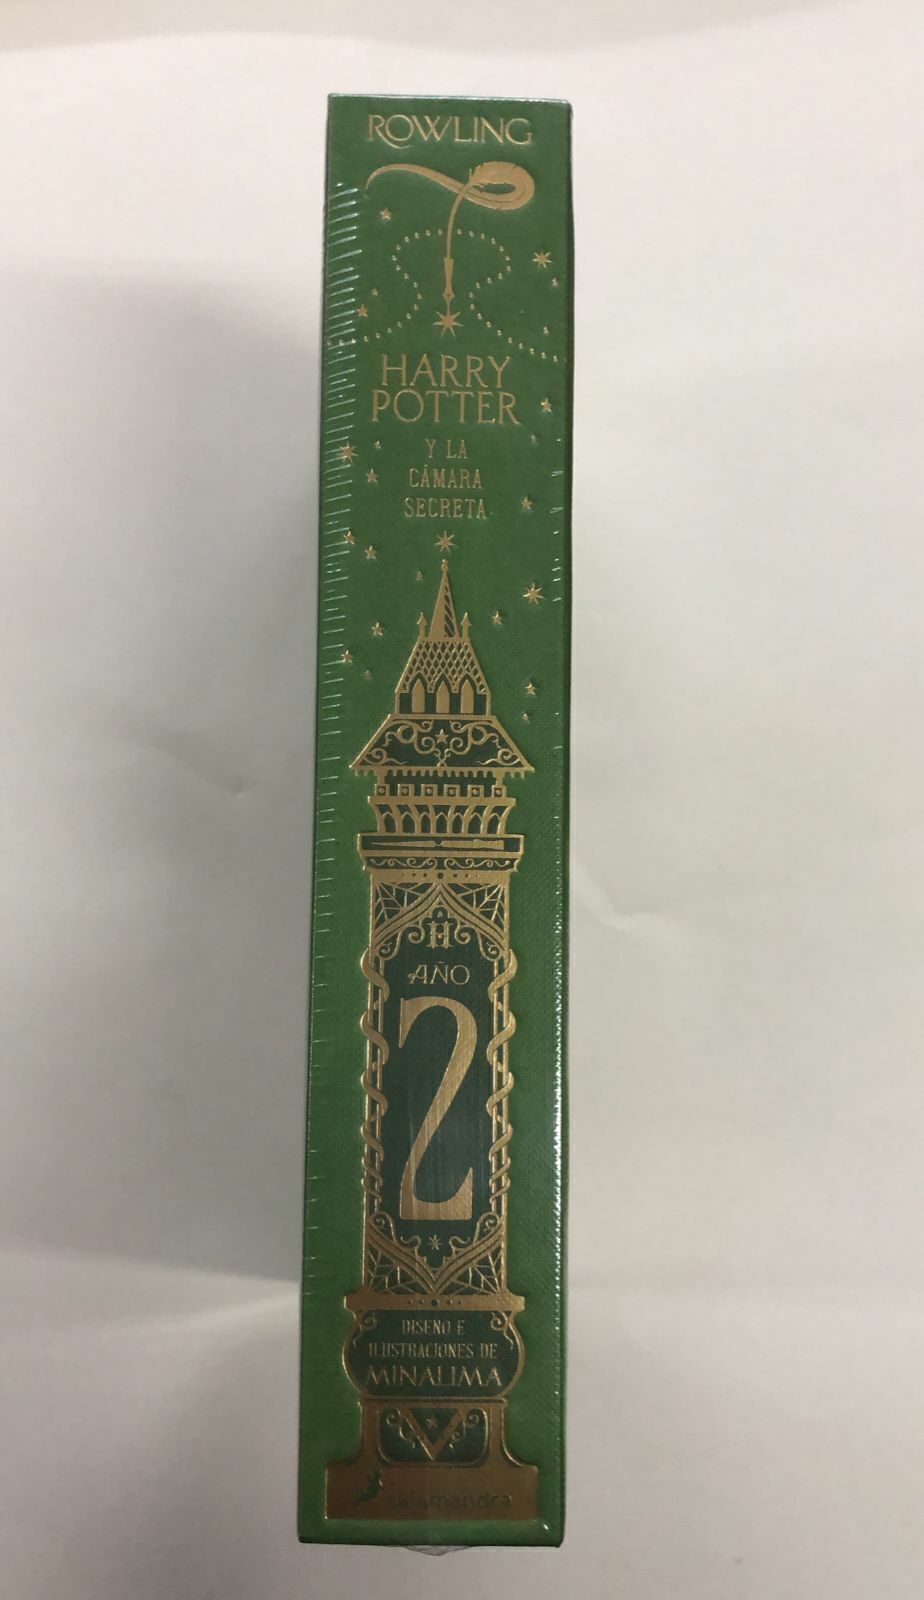 ROWLING
HARRY
POTTER
Y LA
CÁMARA
SECRETA
H
AÑO
2
DISEÑO E
ILUSTRACIONES DE
MINALIMA
salamandra